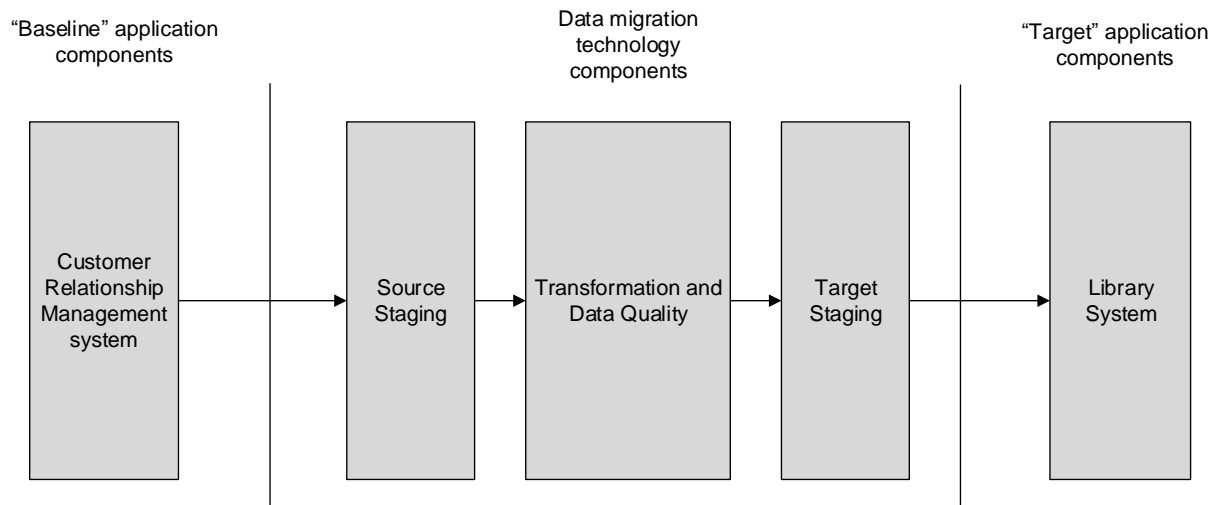 “Baseline” application
components
Data migration
technology
components
“Target” application
components
Customer
Relationship
Management
system
Source
Staging
Transformation and
Data Quality
Target
Staging
Library
System